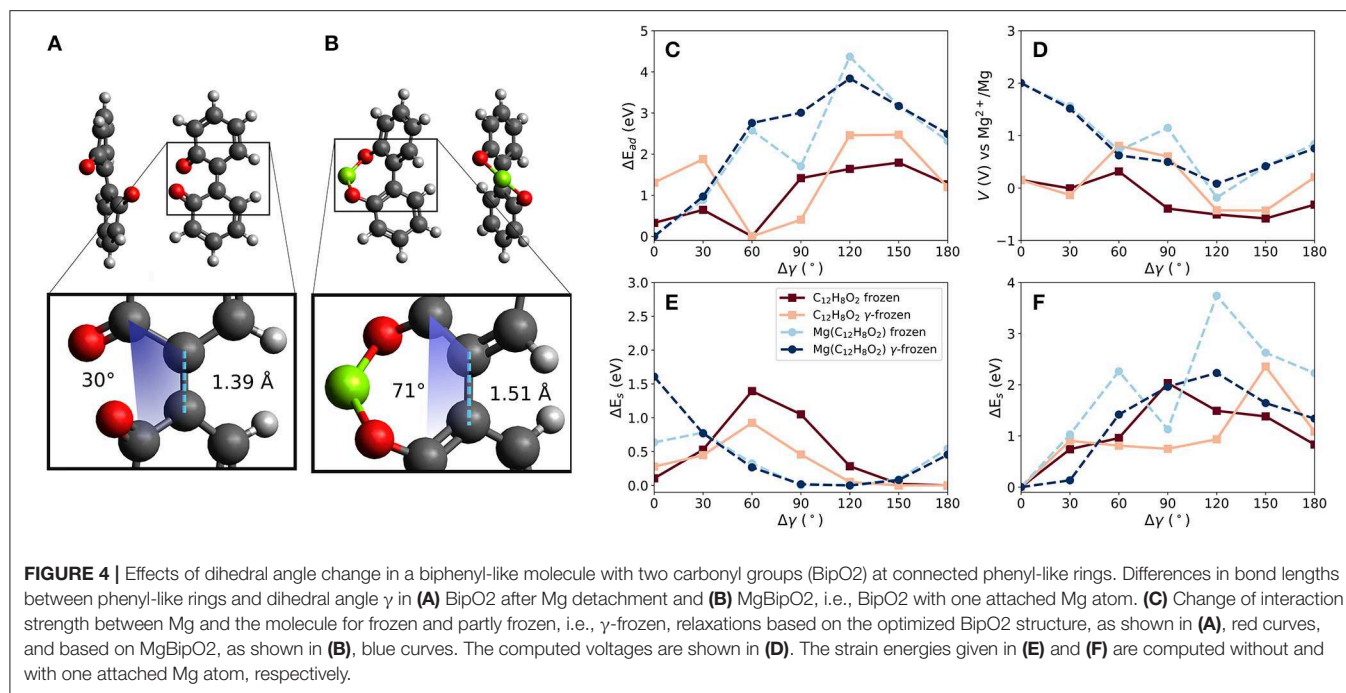 A
B
30°
1.39 Å
71°
1.51 Å
C
ΔE_ad (eV)
5
4
3
2
1
0
0 30 60 90 120 150 180
Δγ (°)
D
V (V) vs Mg²⁺/Mg
3
2
1
0
−1
0 30 60 90 120 150 180
Δγ (°)
E
ΔE_s (eV)
3.0
2.5
2.0
1.5
1.0
0.5
0.0
0 30 60 90 120 150 180
Δγ (°)
C₁₂H₈O₂ frozen
C₁₂H₈O₂ γ-frozen
Mg(C₁₂H₈O₂) frozen
Mg(C₁₂H₈O₂) γ-frozen
F
ΔE_s (eV)
4
3
2
1
0
0 30 60 90 120 150 180
Δγ (°)
FIGURE 4 | Effects of dihedral angle change in a biphenyl-like molecule with two carbonyl groups (BipO2) at connected phenyl-like rings. Differences in bond lengths
between phenyl-like rings and dihedral angle γ in (A) BipO2 after Mg detachment and (B) MgBipO2, i.e., BipO2 with one attached Mg atom. (C) Change of interaction
strength between Mg and the molecule for frozen and partly frozen, i.e., γ-frozen, relaxations based on the optimized BipO2 structure, as shown in (A), red curves,
and based on MgBipO2, as shown in (B), blue curves. The computed voltages are shown in (D). The strain energies given in (E) and (F) are computed without and
with one attached Mg atom, respectively.